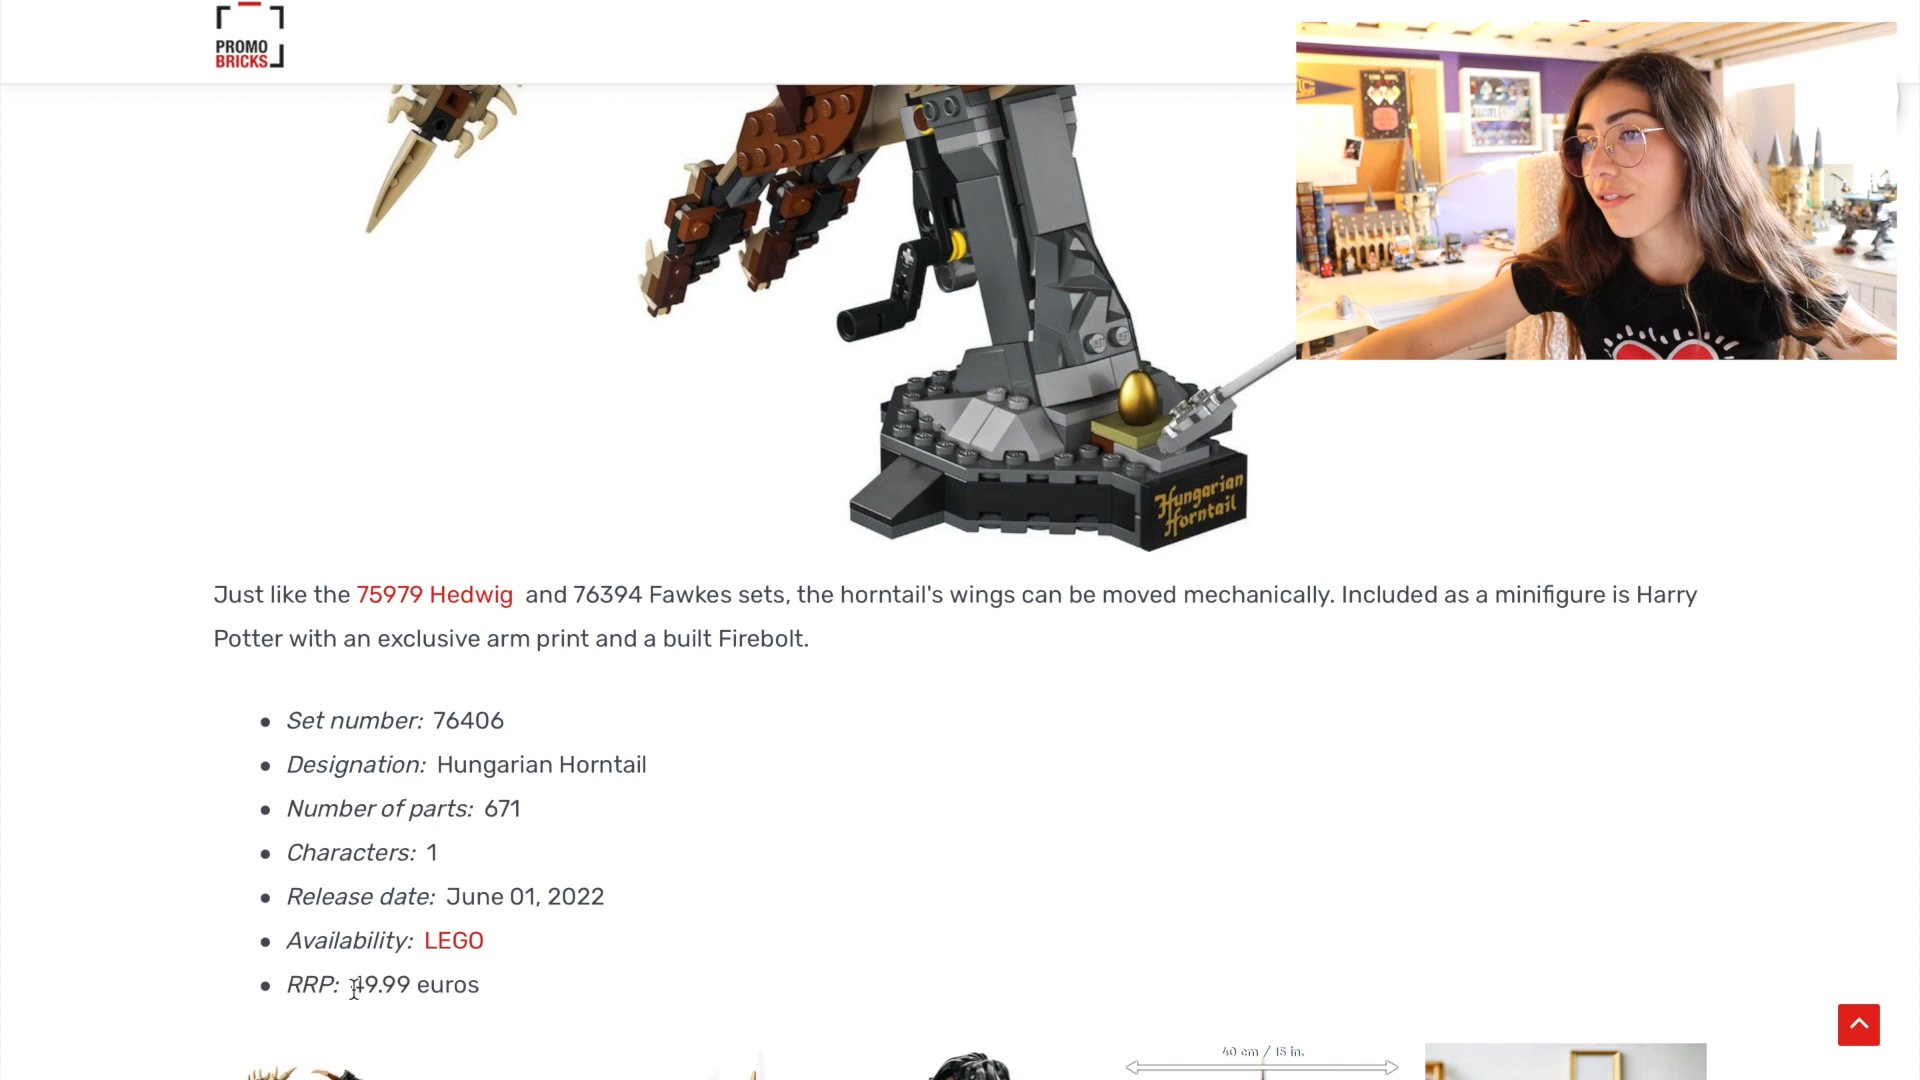 PROMO
BRICKS
Hungarian
Horntail
Just like the 75979 Hedwig and 76394 Fawkes sets, the horntail's wings can be moved mechanically. Included as a minifigure is Harry
Potter with an exclusive arm print and a built Firebolt.
Set number: 76406
Designation: Hungarian Horntail
Number of parts: 671
Characters: 1
Release date: June 01, 2022
Availability: LEGO
RRP: 49.99 euros
40 cm / 15 in.